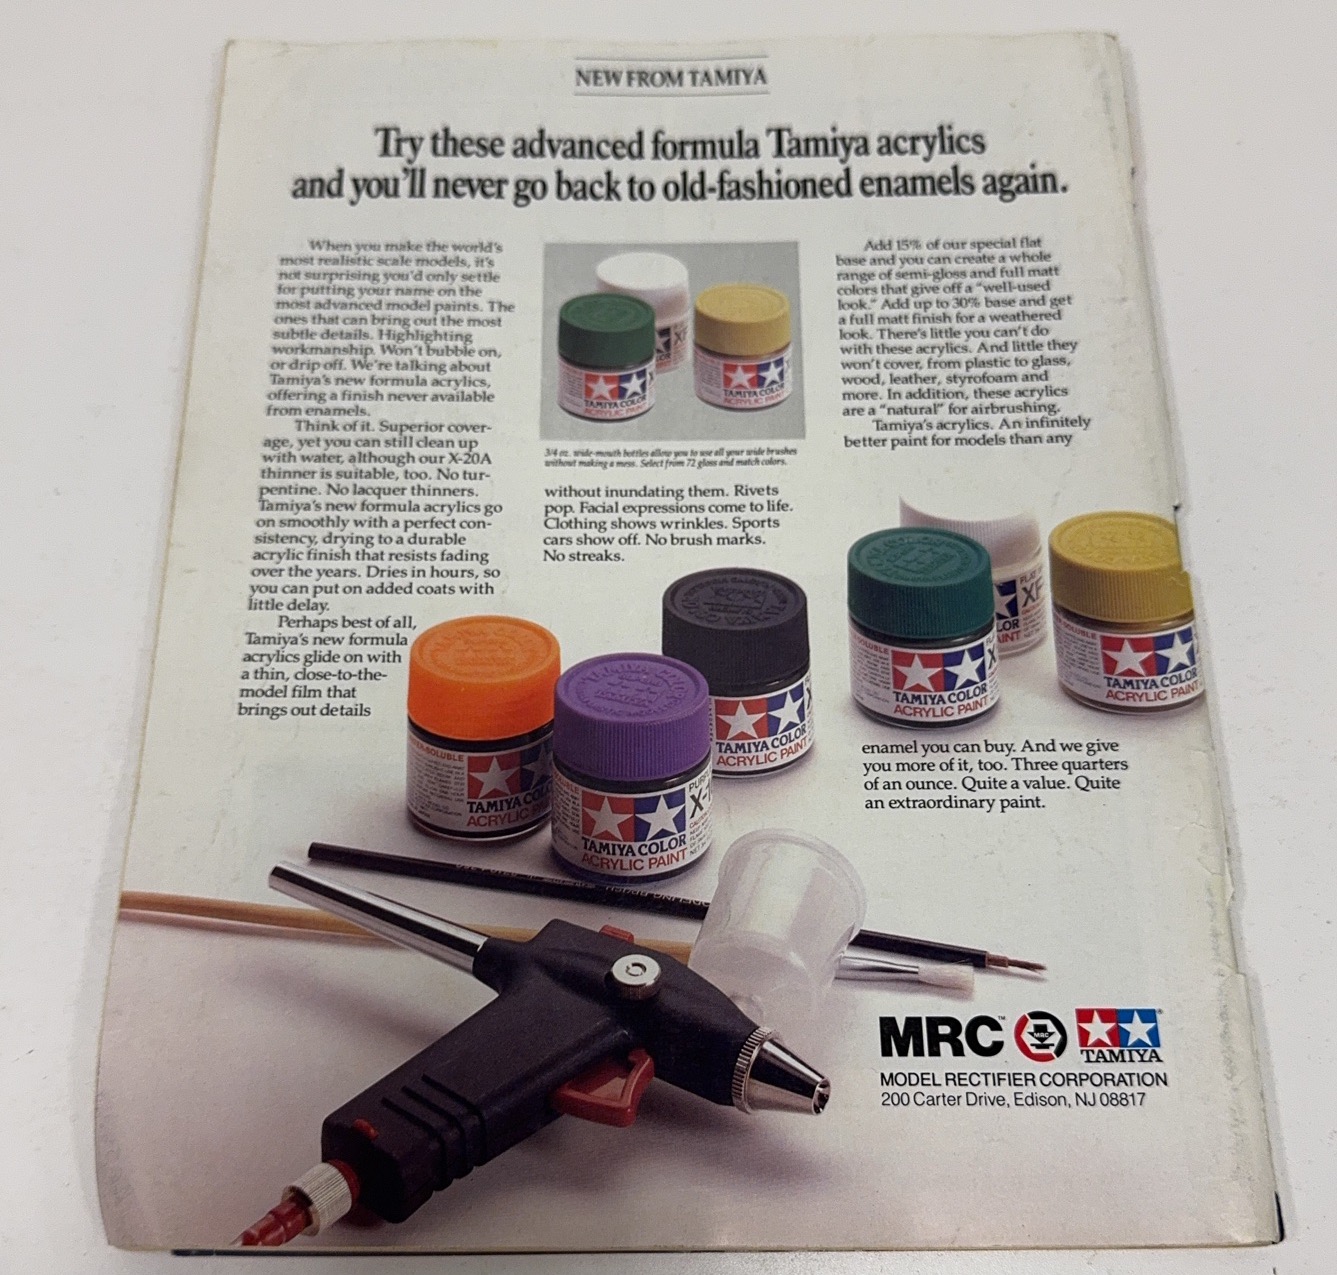 NEW FROM TAMIYA
Try these advanced formula Tamiya acrylics
and you'll never go back to old-fashioned enamels again.
When you make the world's
most realistic scale models, it's
not surprising you'd only settle
for putting your name on the
most advanced model paints. The
ones that can bring out the most
subtle details. Highlighting
workmanship. Won't bubble on,
or drip off. We're talking about
Tamiya's new formula acrylics,
offering a finish never available
from enamels.
Think of it. Superior cover-
age, yet you can still clean up
with water, although our X-20A
thinner is suitable, too. No tur-
pentine. No lacquer thinners.
Tamiya's new formula acrylics go
on smoothly with a perfect con-
sistency, drying to a durable
acrylic finish that resists fading
over the years. Dries in hours, so
you can put on added coats with
little delay.
Perhaps best of all,
Tamiya's new formula
acrylics glide on with
a thin, close-to-the-
model film that
brings out details
TAMIYA COLOR
ACRYLIC PAINT
TAMIYA COLOR
ACRYLIC PAINT
3/4 oz. wide-mouth bottles allow you to use all your wide brushes
without making a mess. Select from 72 gloss and match colors.
without inundating them. Rivets
pop. Facial expressions come to life.
Clothing shows wrinkles. Sports
cars show off. No brush marks.
No streaks.
Add 15% of our special flat
base and you can create a whole
range of semi-gloss and full matt
colors that give off a "well-used
look." Add up to 30% base and get
a full matt finish for a weathered
look. There's little you can't do
with these acrylics. And little they
won't cover, from plastic to glass,
wood, leather, styrofoam and
more. In addition, these acrylics
are a "natural" for airbrushing.
Tamiya's acrylics. An infinitely
better paint for models than any
enamel you can buy. And we give
you more of it, too. Three quarters
of an ounce. Quite a value. Quite
an extraordinary paint.
TAMIYA COLOR
ACRYLIC PAINT
TAMIYA COLOR
ACRYLIC PAINT
TAMIYA COLOR
ACRYLIC PAINT
XF
TAMIYA COLOR
ACRYLIC PAINT
TAMIYA COLOR
ACRYLIC PAINT
MRC™ MRC TAMIYA
MODEL RECTIFIER CORPORATION
200 Carter Drive, Edison, NJ 08817